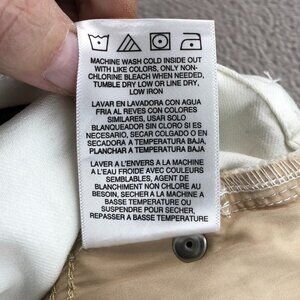 MACHINE WASH COLD INSIDE OUT
WITH LIKE COLORS, ONLY NON-
CHLORINE BLEACH WHEN NEEDED,
TUMBLE DRY LOW OR LINE DRY,
LOW IRON
LAVAR EN LAVADORA CON AGUA
FRIA AL REVES CON COLORES
SIMILARES, USAR SOLO
BLANQUEADOR SIN CLORO SI ES
NECESARIO, SECAR COLGADO O EN
SECADORA A TEMPERATURA BAJA,
PLANCHAR A TEMPERATURA BAJA
LAVER A L'ENVERS A LA MACHINE
A L'EAU FROIDE AVEC COULEURS
SEMBLABLES, AGENT DE
BLANCHIMENT NON CHLORE AU
BESOIN, SECHER A LA MACHINE A
BASSE TEMPERATURE OU
SUSPENDRE POUR SECHER,
REPASSER A BASSE TEMPERATURE